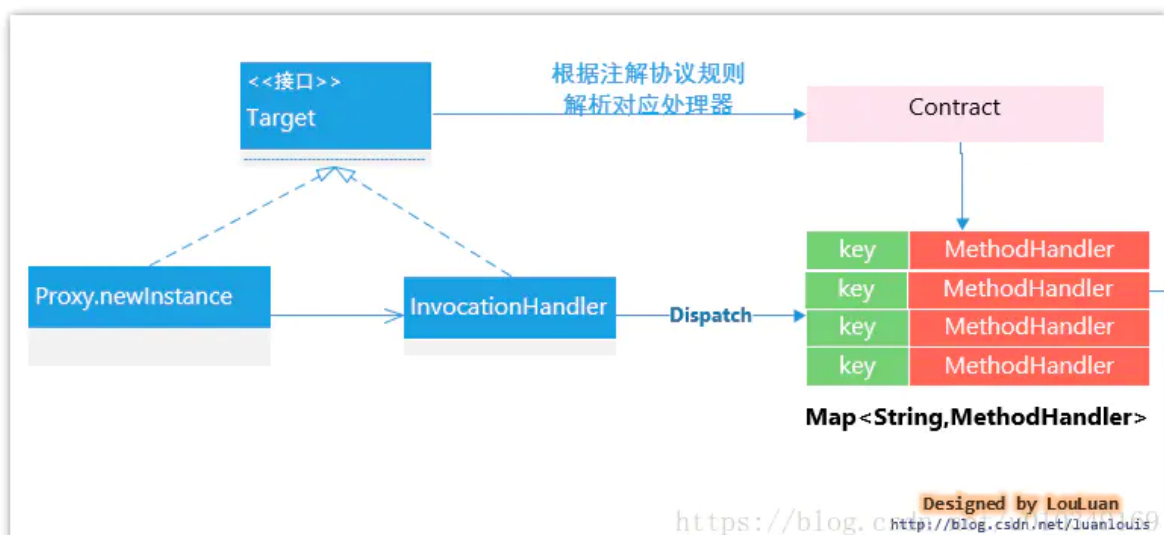 <<接口>>
Target
根据注解协议规则
解析对应处理器
Contract
key MethodHandler
key MethodHandler
key MethodHandler
key MethodHandler
Proxy.newInstance
InvocationHandler
Dispatch
Map<String,MethodHandler>
Designed by LouLuan
http://blog.csdn.net/luanlouis